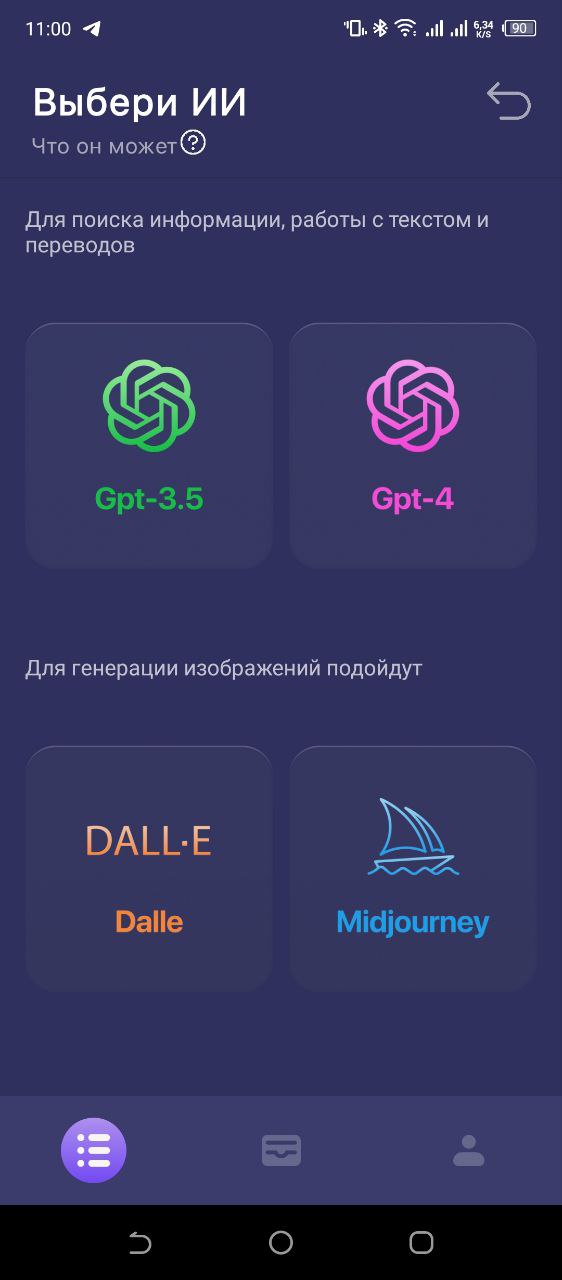 11:00
6,34
K/S
90
Выбери ИИ
Что он может?
Для поиска информации, работы с текстом и
переводов
Gpt-3.5
Gpt-4
Для генерации изображений подойдут
DALL·E
Dalle
Midjourney